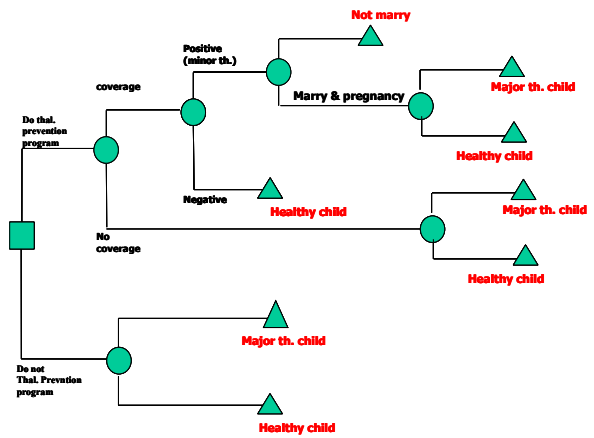 Not marry
Positive
(minor th.)
coverage
Marry & pregnancy
Major th. child
Do thal.
prevention
program
Healthy child
Negative
Healthy child
Major th. child
No
coverage
Healthy child
Major th. child
Do not
Thal. Prevntion
program
Healthy child